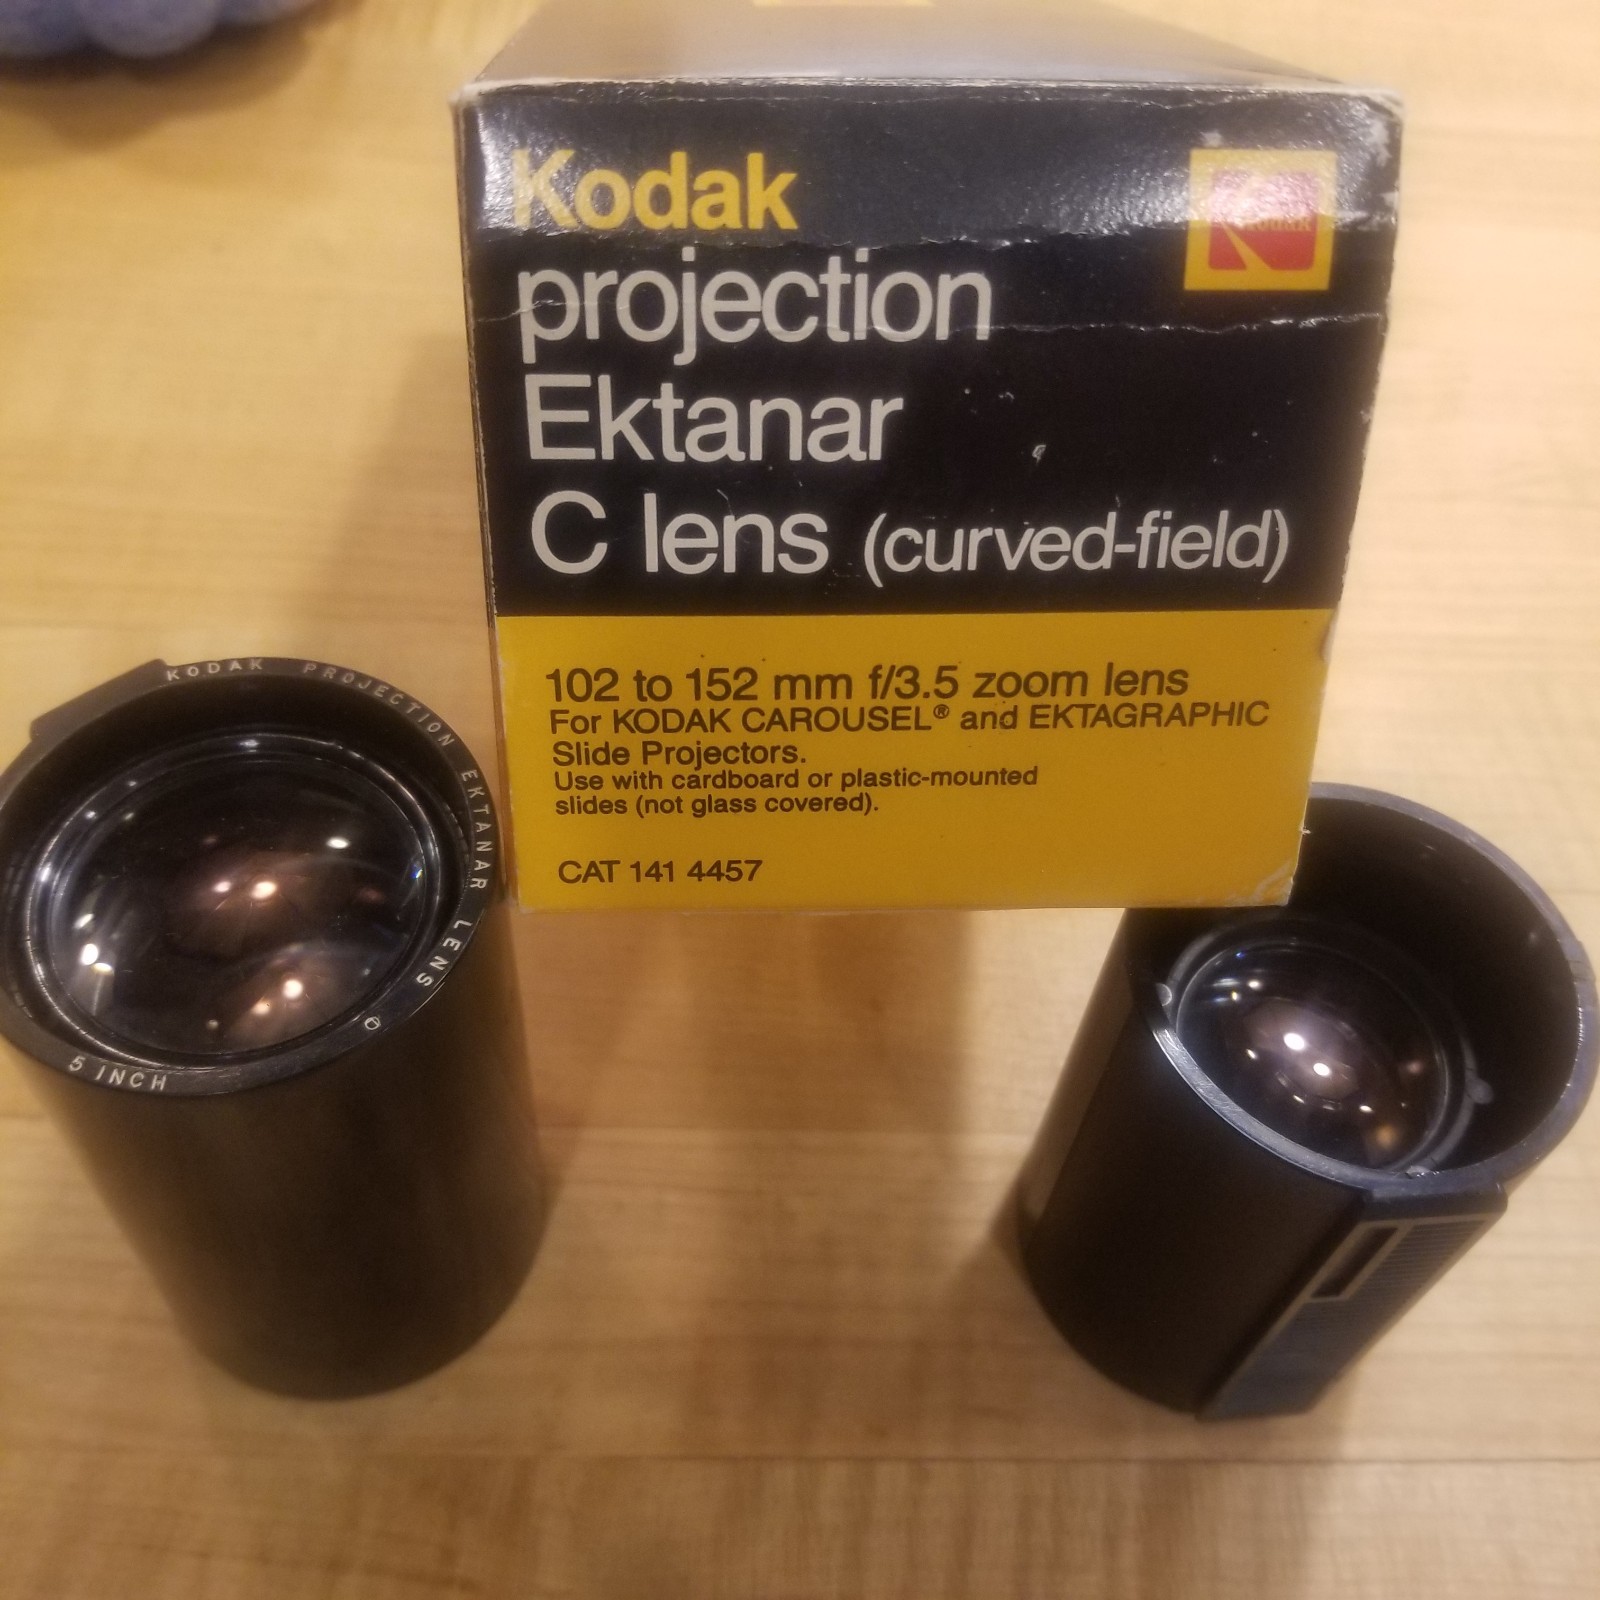 Kodak
Kodak
projection
Ektanar
C lens (curved-field)
102 to 152 mm f/3.5 zoom lens
For KODAK CAROUSEL® and EKTAGRAPHIC
Slide Projectors.
Use with cardboard or plastic-mounted
slides (not glass covered).
CAT 141 4457
KODAK PROJECTION EKTANAR LENS
5 INCH